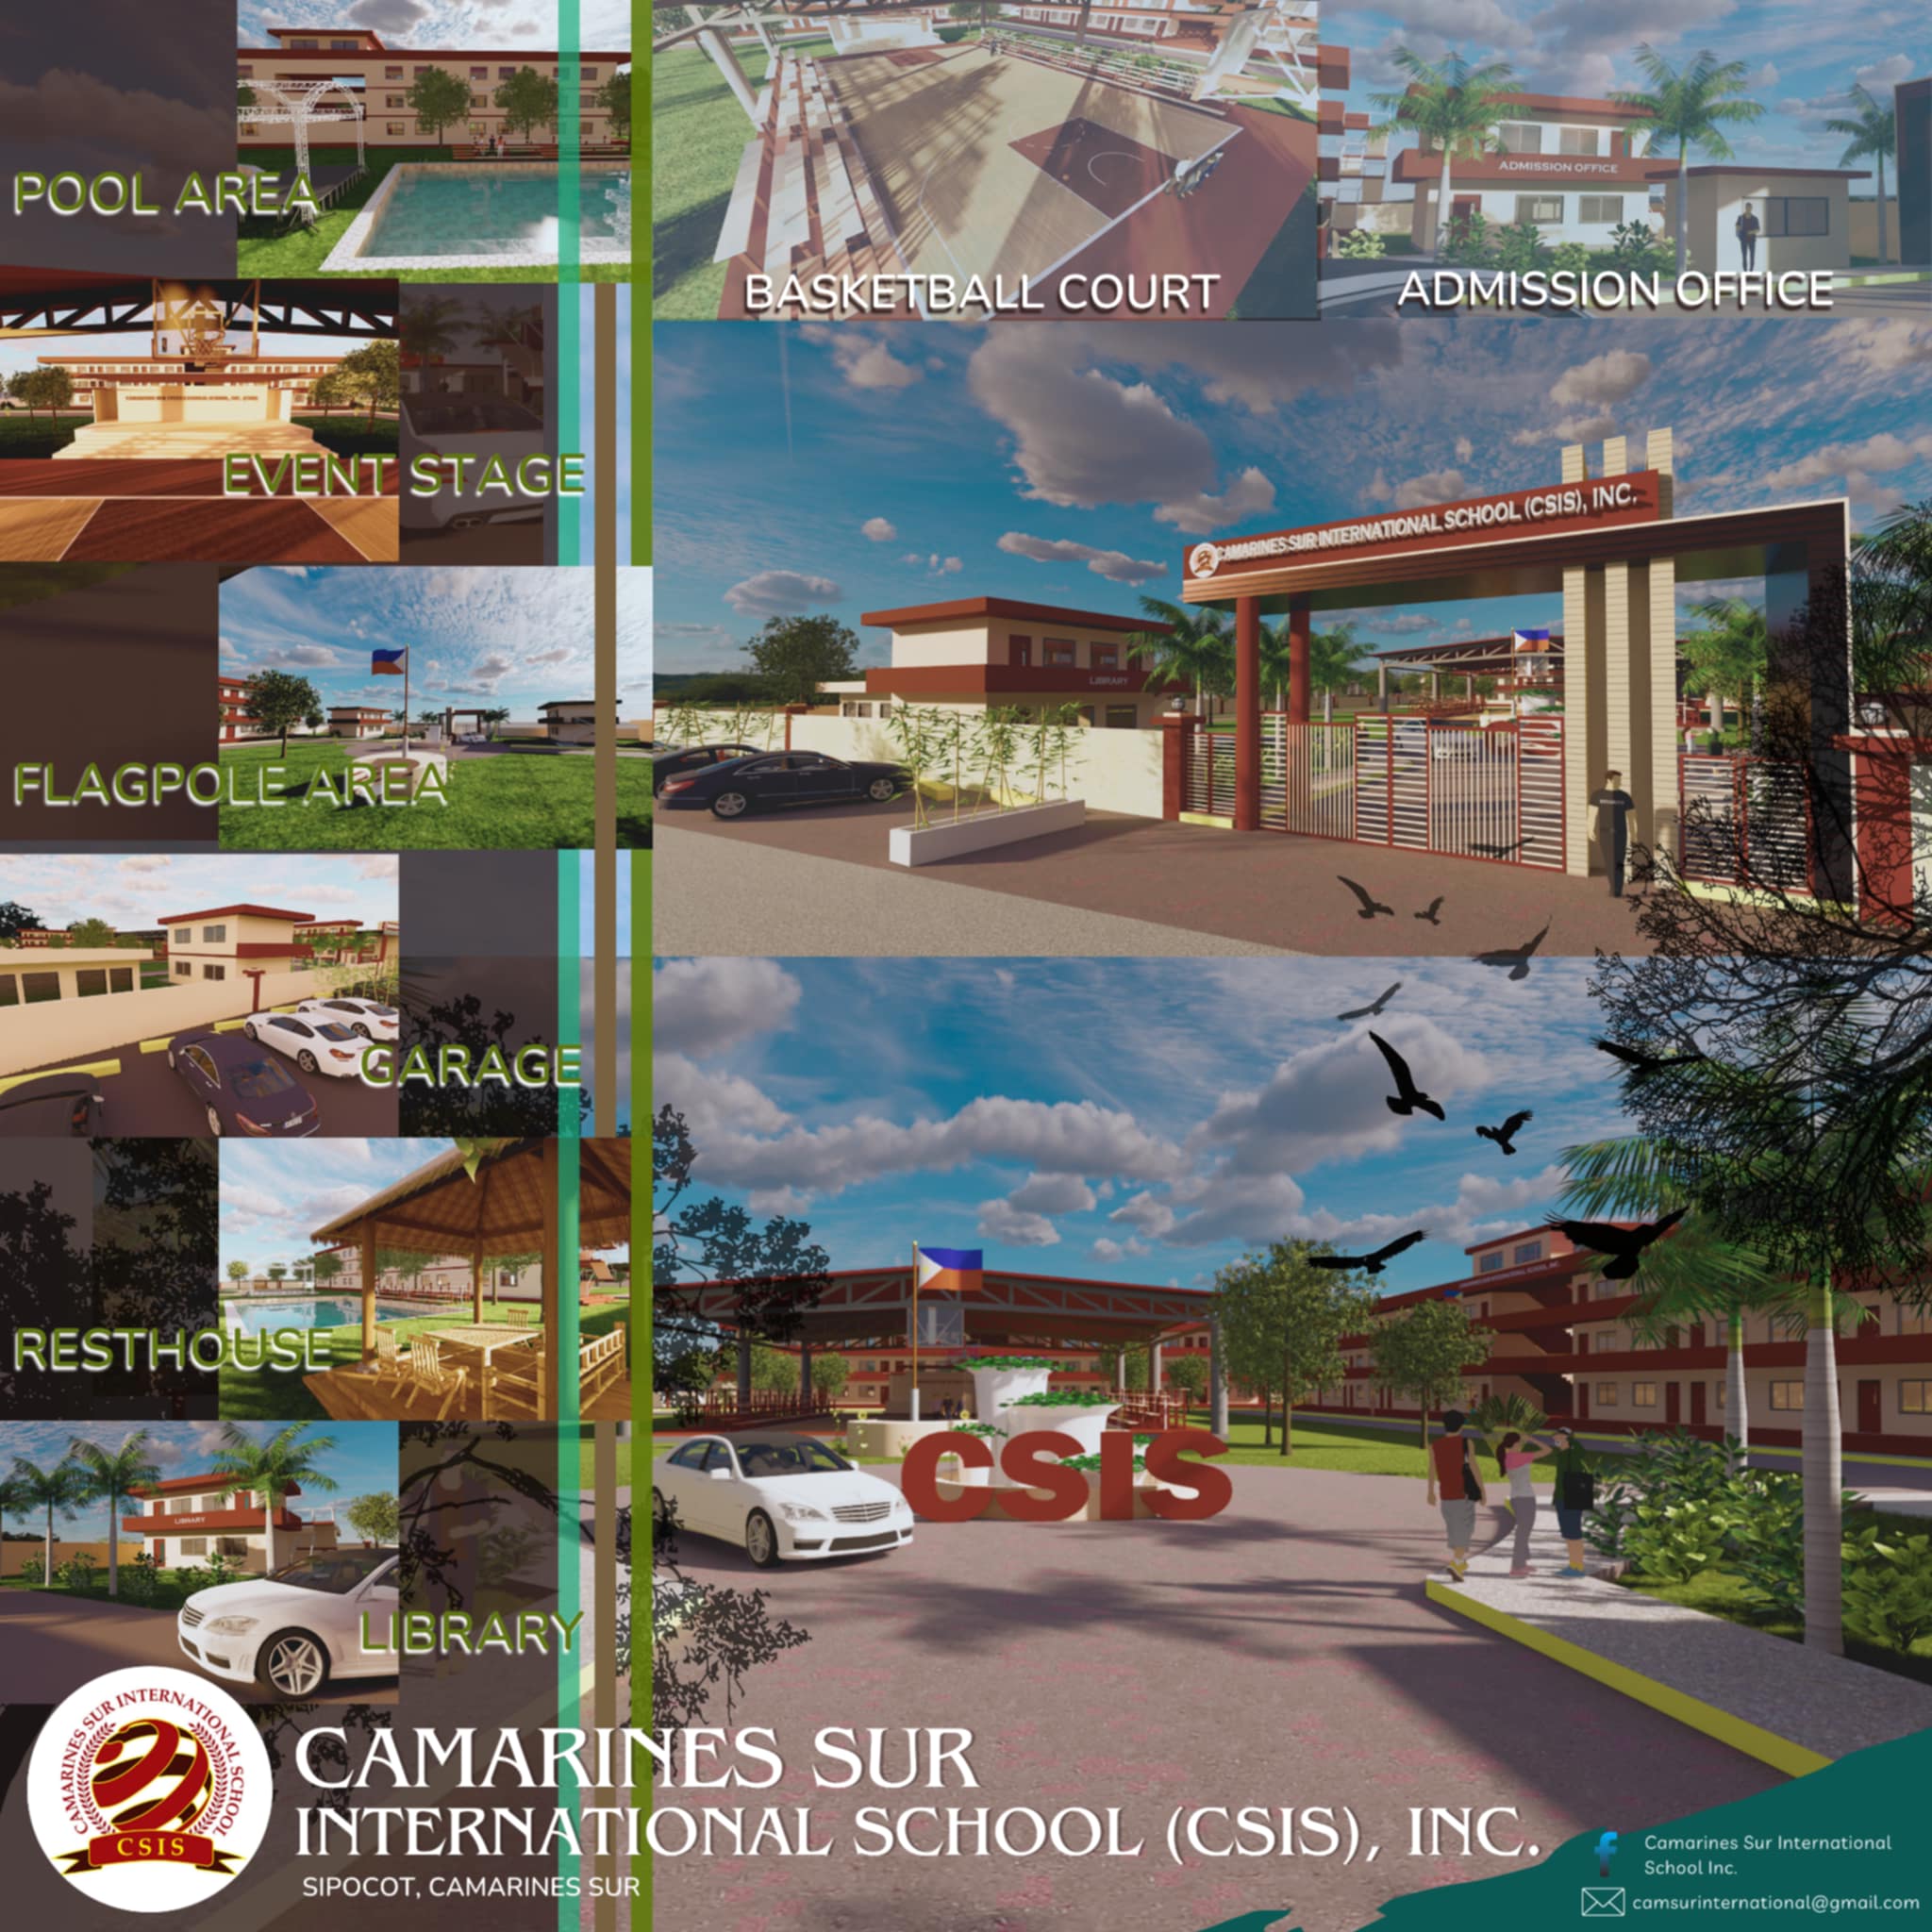 POOL AREA
BASKETBALL COURT
ADMISSION OFFICE
ADMISSION OFFICE
EVENT STAGE
CAMARINES SUR INTERNATIONAL SCHOOL (CSIS), INC.
LIBRARY
FLAGPOLE AREA
GARAGE
RESTHOUSE
CSIS
LIBRARY
LIBRARY
CAMARINES SUR INTERNATIONAL SCHOOL
CSIS
CAMARINES SUR
INTERNATIONAL SCHOOL (CSIS), INC.
SIPOCOT, CAMARINES SUR
f
Camarines Sur International
School Inc.
camsurinternational@gmail.com